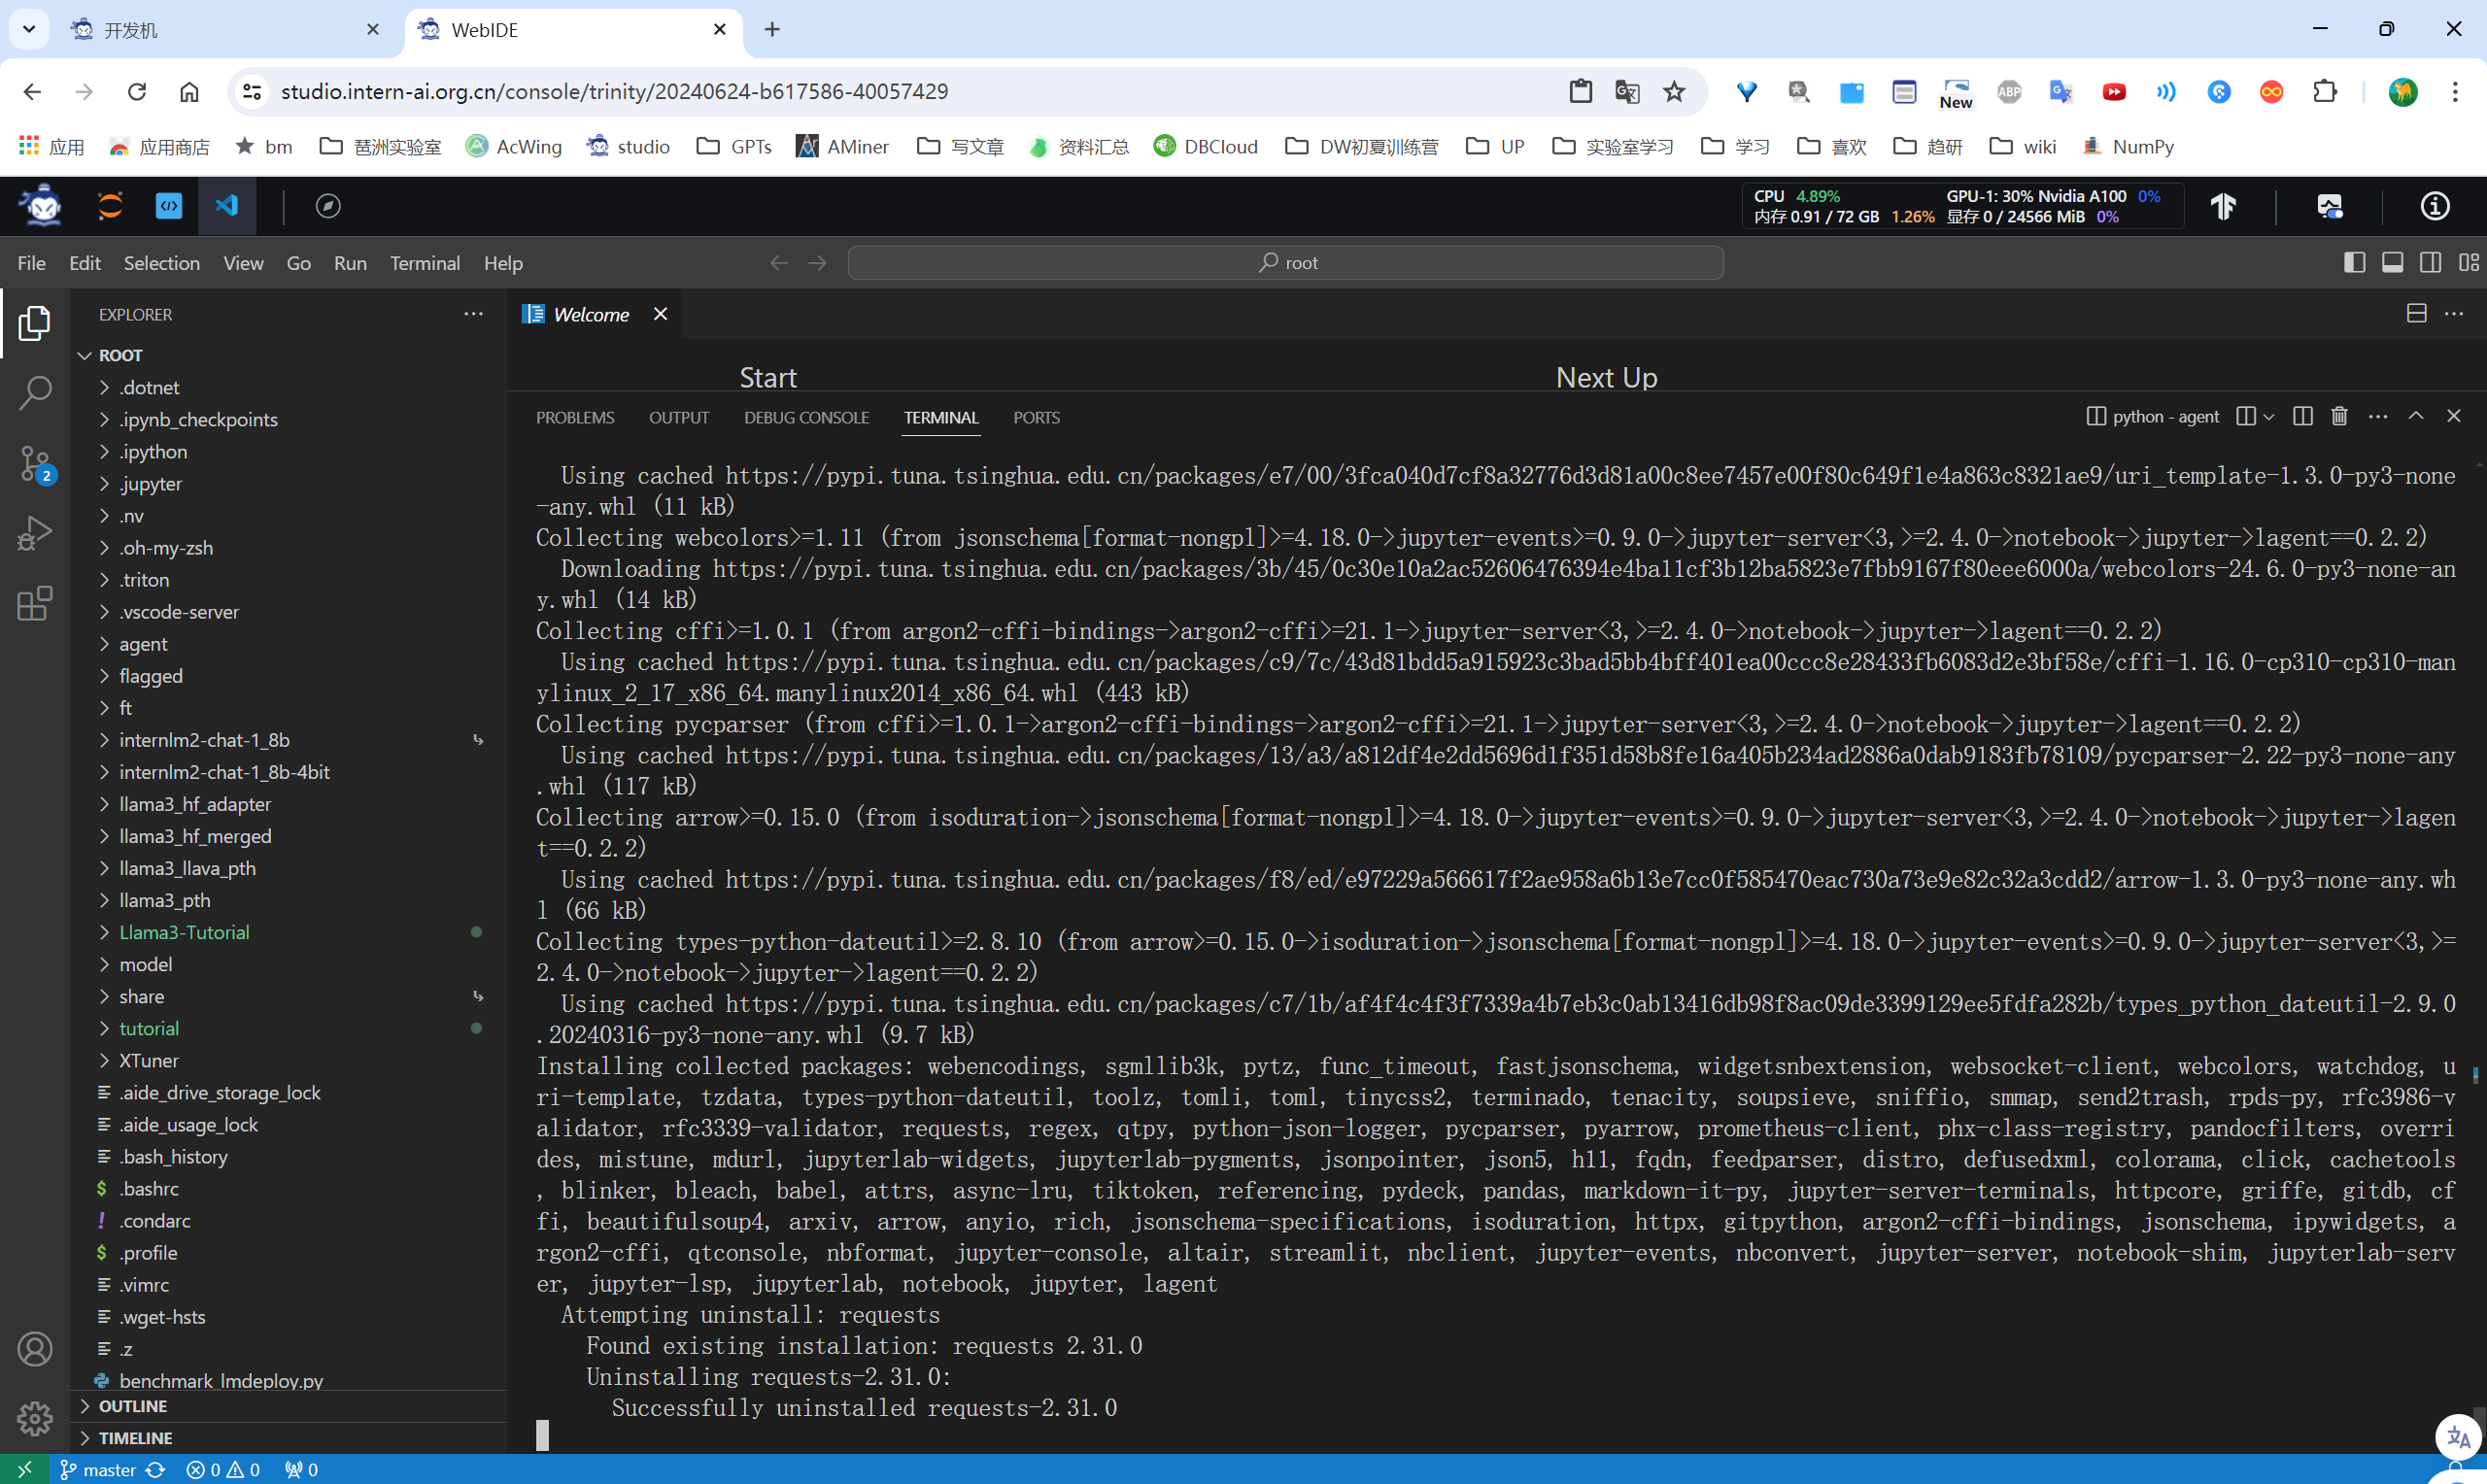 开发机
WebIDE
studio.intern-ai.org.cn/console/trinity/20240624-b617586-40057429
New
ABP
应用
应用商店
bm
琶洲实验室
AcWing
studio
GPTs
AMiner
写文章
资料汇总
DBCloud
DW初夏训练营
UP
实验室学习
学习
喜欢
趋研
wiki
NumPy
CPU 4.89% GPU-1: 30% Nvidia A100 0%
内存 0.91 / 72 GB 1.26% 显存 0 / 24566 MiB 0%
File Edit Selection View Go Run Terminal Help
root
EXPLORER
Welcome
ROOT
.dotnet
.ipynb_checkpoints
.ipython
.jupyter
.nv
.oh-my-zsh
.triton
.vscode-server
agent
flagged
ft
internlm2-chat-1_8b
internlm2-chat-1_8b-4bit
llama3_hf_adapter
llama3_hf_merged
llama3_llava_pth
llama3_pth
Llama3-Tutorial
model
share
tutorial
XTuner
.aide_drive_storage_lock
.aide_usage_lock
.bash_history
.bashrc
.condarc
.profile
.vimrc
.wget-hsts
.z
benchmark_lmdeploy.py
OUTLINE
TIMELINE
2
Start
Next Up
PROBLEMS OUTPUT DEBUG CONSOLE TERMINAL PORTS
python - agent
Using cached https://pypi.tuna.tsinghua.edu.cn/packages/e7/00/3fca040d7cf8a32776d3d81a00c8ee7457e00f80c649f1e4a863c8321ae9/uri_template-1.3.0-py3-none
-any.whl (11 kB)
Collecting webcolors>=1.11 (from jsonschema[format-nongpl]>=4.18.0->jupyter-events>=0.9.0->jupyter-server<3,>=2.4.0->notebook->jupyter->lagent==0.2.2)
Downloading https://pypi.tuna.tsinghua.edu.cn/packages/3b/45/0c30e10a2ac52606476394e4ba11cf3b12ba5823e7fbb9167f80eee6000a/webcolors-24.6.0-py3-none-an
y.whl (14 kB)
Collecting cffi>=1.0.1 (from argon2-cffi-bindings->argon2-cffi>=21.1->jupyter-server<3,>=2.4.0->notebook->jupyter->lagent==0.2.2)
Using cached https://pypi.tuna.tsinghua.edu.cn/packages/c9/7c/43d81bdd5a915923c3bad5bb4bff401ea00ccc8e28433fb6083d2e3bf58e/cffi-1.16.0-cp310-cp310-man
ylinux_2_17_x86_64.manylinux2014_x86_64.whl (443 kB)
Collecting pycparser (from cffi>=1.0.1->argon2-cffi-bindings->argon2-cffi>=21.1->jupyter-server<3,>=2.4.0->notebook->jupyter->lagent==0.2.2)
Using cached https://pypi.tuna.tsinghua.edu.cn/packages/13/a3/a812df4e2dd5696d1f351d58b8fe16a405b234ad2886a0dab9183fb78109/pycparser-2.22-py3-none-any
.whl (117 kB)
Collecting arrow>=0.15.0 (from isoduration->jsonschema[format-nongpl]>=4.18.0->jupyter-events>=0.9.0->jupyter-server<3,>=2.4.0->notebook->jupyter->lagen
t==0.2.2)
Using cached https://pypi.tuna.tsinghua.edu.cn/packages/f8/ed/e97229a566617f2ae958a6b13e7cc0f585470eac730a73e9e82c32a3cdd2/arrow-1.3.0-py3-none-any.wh
l (66 kB)
Collecting types-python-dateutil>=2.8.10 (from arrow>=0.15.0->isoduration->jsonschema[format-nongpl]>=4.18.0->jupyter-events>=0.9.0->jupyter-server<3,>=
2.4.0->notebook->jupyter->lagent==0.2.2)
Using cached https://pypi.tuna.tsinghua.edu.cn/packages/c7/1b/af4f4c4f3f7339a4b7eb3c0ab13416db98f8ac09de3399129ee5fdfa282b/types_python_dateutil-2.9.0
.20240316-py3-none-any.whl (9.7 kB)
Installing collected packages: webencodings, sgmllib3k, pytz, func_timeout, fastjsonschema, widgetsnbextension, websocket-client, webcolors, watchdog, u
ri-template, tzdata, types-python-dateutil, toolz, tomli, toml, tinycss2, terminado, tenacity, soupsieve, sniffio, smmap, send2trash, rpds-py, rfc3986-v
alidator, rfc3339-validator, requests, regex, qtpy, python-json-logger, pycparser, pyarrow, prometheus-client, phx-class-registry, pandocfilters, overri
des, mistune, mdurl, jupyterlab-widgets, jupyterlab-pygments, jsonpointer, json5, h11, fqdn, feedparser, distro, defusedxml, colorama, click, cachetools
, blinker, bleach, babel, attrs, async-lru, tiktoken, referencing, pydeck, pandas, markdown-it-py, jupyter-server-terminals, httpcore, griffe, gitdb, cf
fi, beautifulsoup4, arxiv, arrow, anyio, rich, jsonschema-specifications, isoduration, httpx, gitpython, argon2-cffi-bindings, jsonschema, ipywidgets, a
rgon2-cffi, qtconsole, nbformat, jupyter-console, altair, streamlit, nbclient, jupyter-events, nbconvert, jupyter-server, notebook-shim, jupyterlab-serv
er, jupyter-lsp, jupyterlab, notebook, jupyter, lagent
Attempting uninstall: requests
Found existing installation: requests 2.31.0
Uninstalling requests-2.31.0:
Successfully uninstalled requests-2.31.0
master 0 0 0